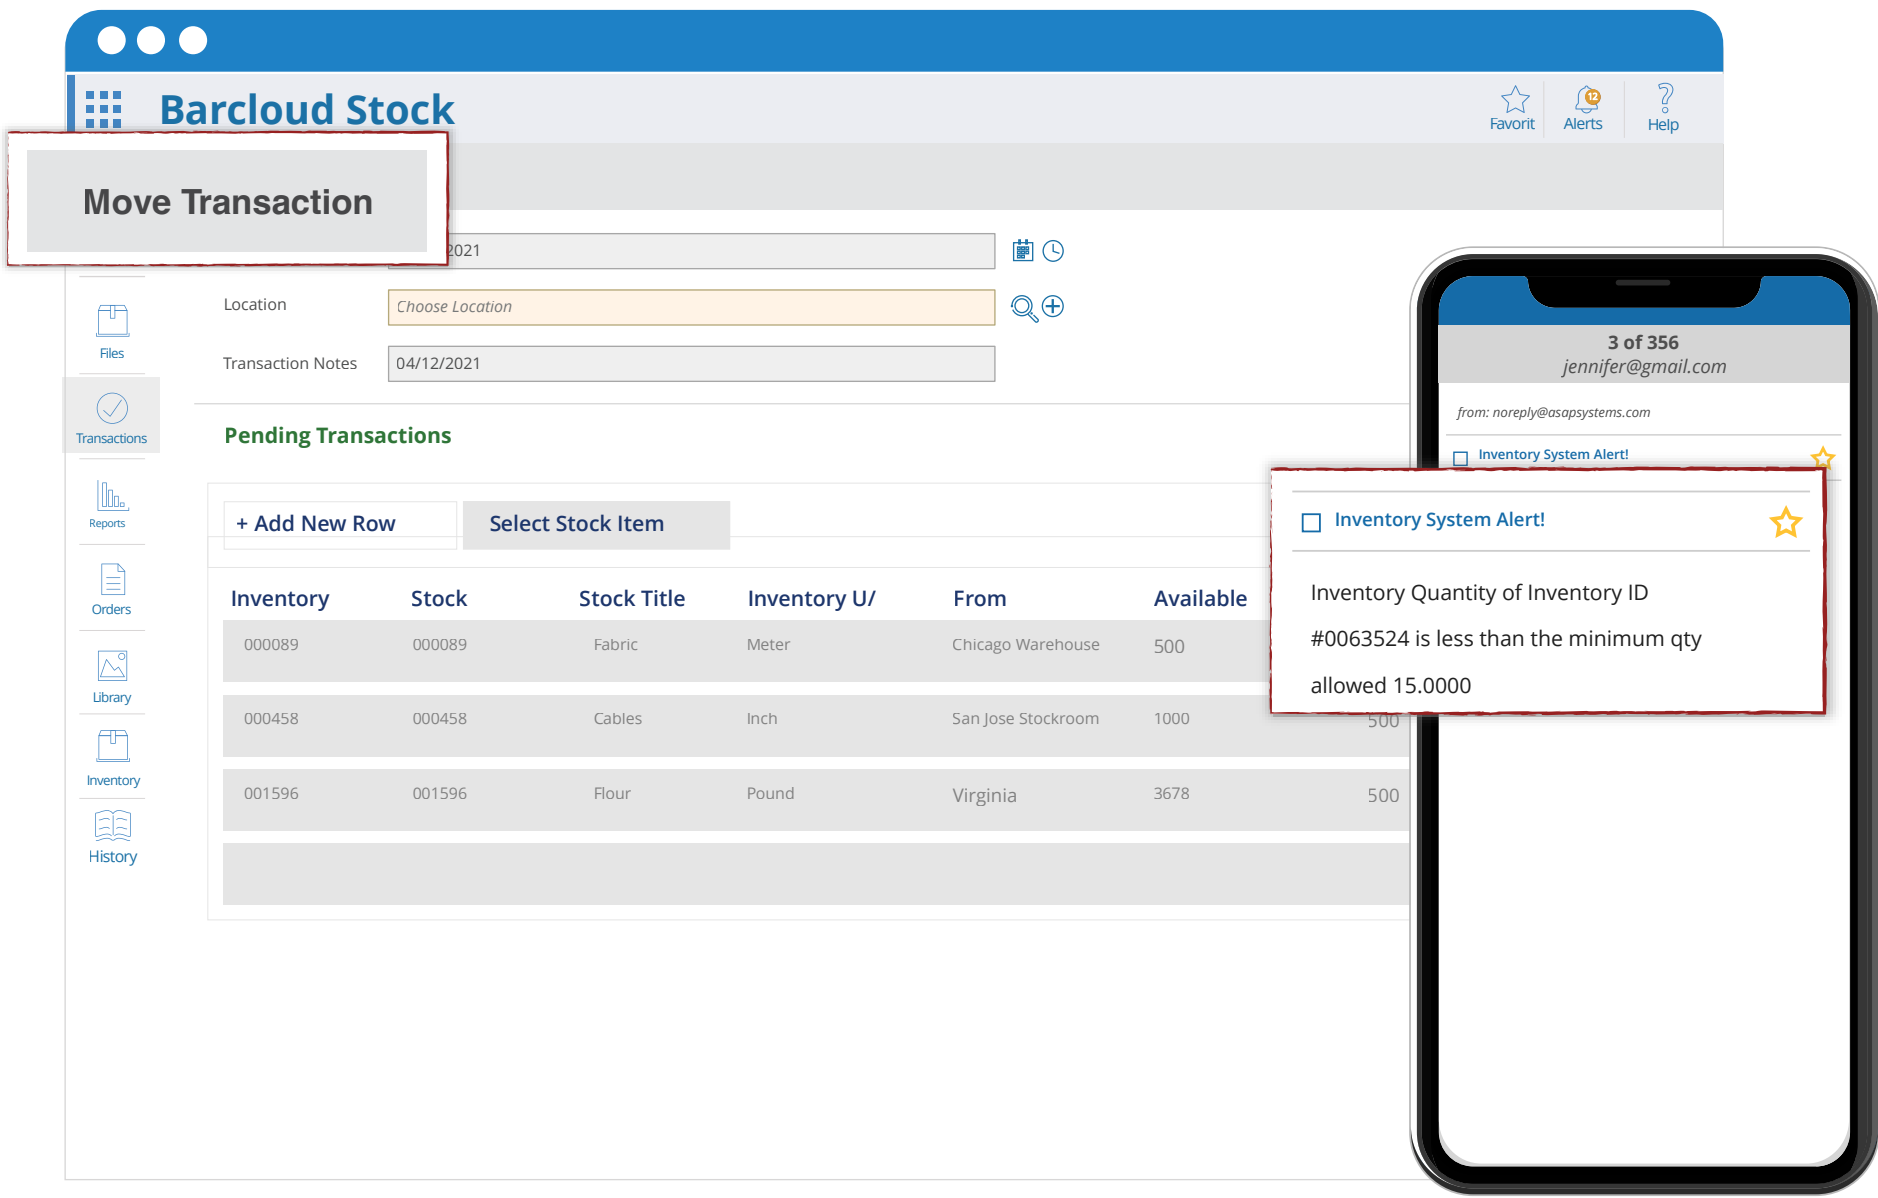 Barcloud Stock
Favorit
12
Alerts
Help
Move Transaction
2021
Location
Choose Location
Transaction Notes
04/12/2021
Files
Transactions
Reports
Orders
Library
Inventory
History
Pending Transactions
+ Add New Row
Select Stock Item
Inventory Stock Stock Title Inventory U/ From Available
000089 000089 Fabric Meter Chicago Warehouse 500
000458 000458 Cables Inch San Jose Stockroom 1000 500
001596 001596 Flour Pound Virginia 3678 500
3 of 356
jennifer@gmail.com
from: noreply@asapsystems.com
Inventory System Alert!
Inventory System Alert!
Inventory Quantity of Inventory ID
#0063524 is less than the minimum qty
allowed 15.0000